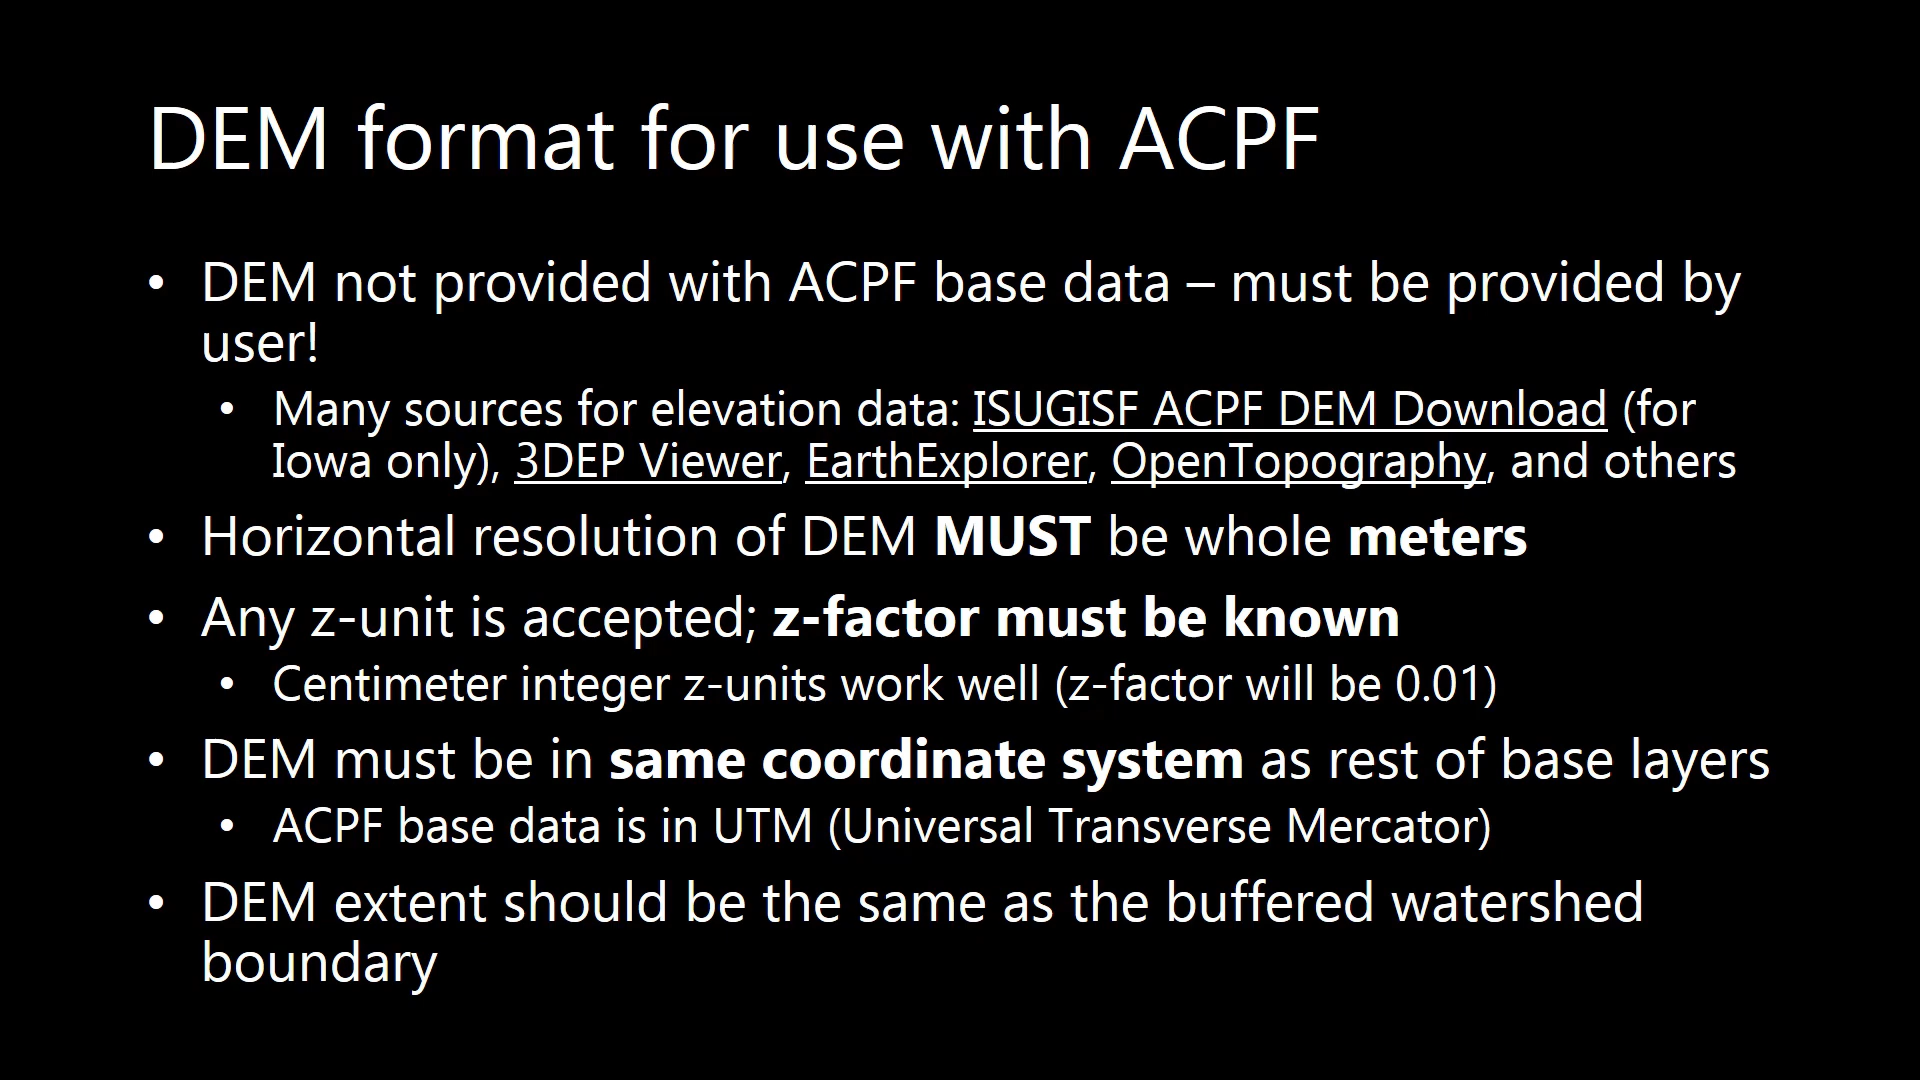 DEM format for use with ACPF
• DEM not provided with ACPF base data – must be provided by
user!
• Many sources for elevation data: ISUGISF ACPF DEM Download (for
Iowa only), 3DEP Viewer, EarthExplorer, OpenTopography, and others
• Horizontal resolution of DEM MUST be whole meters
• Any z-unit is accepted; z-factor must be known
• Centimeter integer z-units work well (z-factor will be 0.01)
• DEM must be in same coordinate system as rest of base layers
• ACPF base data is in UTM (Universal Transverse Mercator)
• DEM extent should be the same as the buffered watershed
boundary